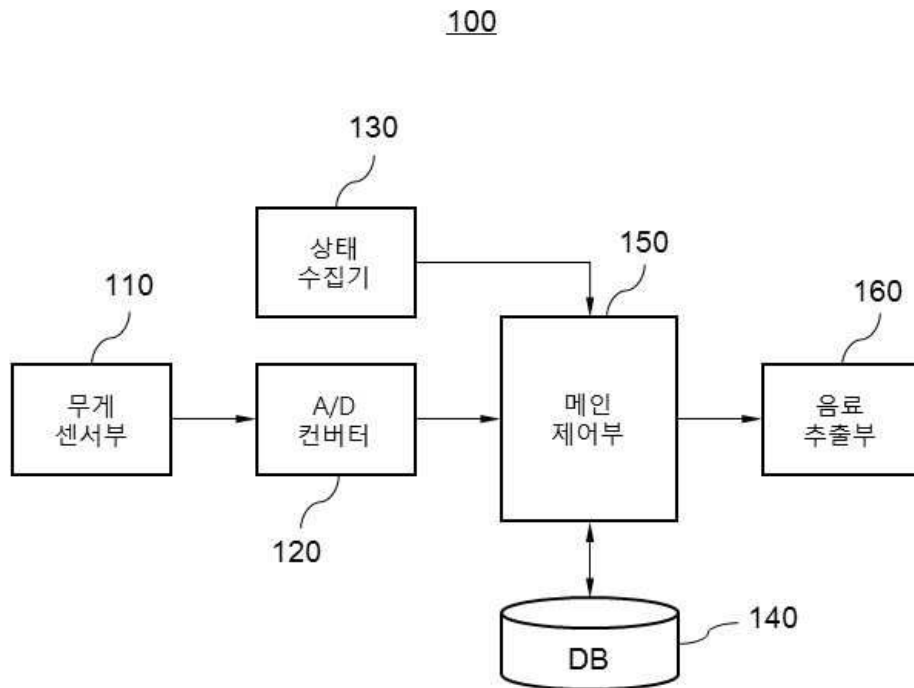 100
130
상태
수집기
150
110
160
무게
센서부
A/D
컨버터
메인
제어부
음료
추출부
120
140
DB